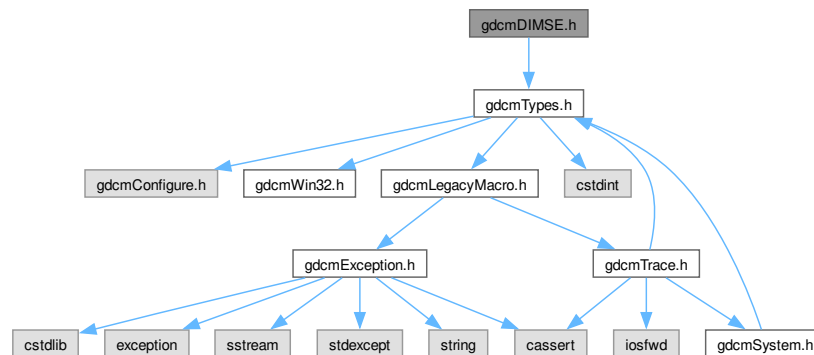 gdcmDIMSE.h
gdcmTypes.h
gdcmConfigure.h
gdcmWin32.h
gdcmLegacyMacro.h
cstdint
gdcmException.h
gdcmTrace.h
cstdlib
exception
sstream
stdexcept
string
cassert
iosfwd
gdcmSystem.h